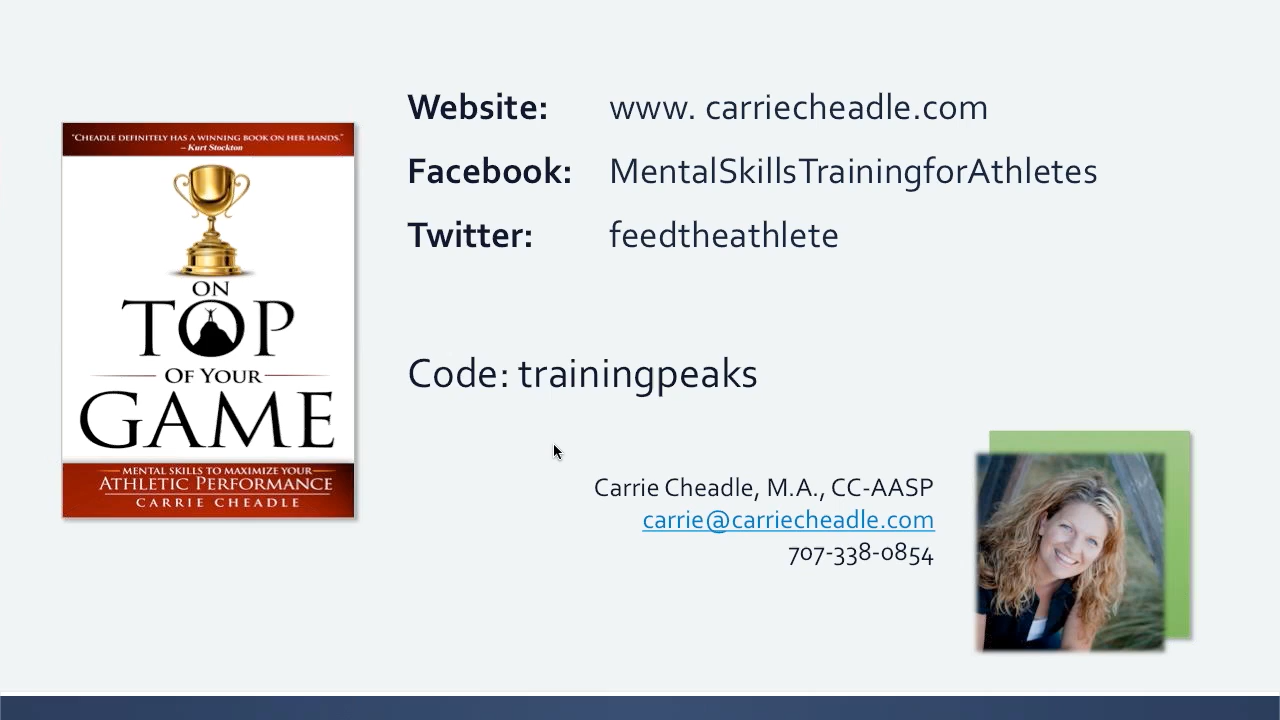 "CHEADLE DEFINITELY HAS A WINNING BOOK ON HER HANDS."
– Kurt Stockton
ON
TOP
OF YOUR
GAME
MENTAL SKILLS TO MAXIMIZE YOUR
ATHLETIC PERFORMANCE
CARRIE CHEADLE
Website: www. carriecheadle.com
Facebook: MentalSkillsTrainingforAthletes
Twitter: feedtheathlete
Code: trainingpeaks
Carrie Cheadle, M.A., CC-AASP
carrie@carriecheadle.com
707-338-0854